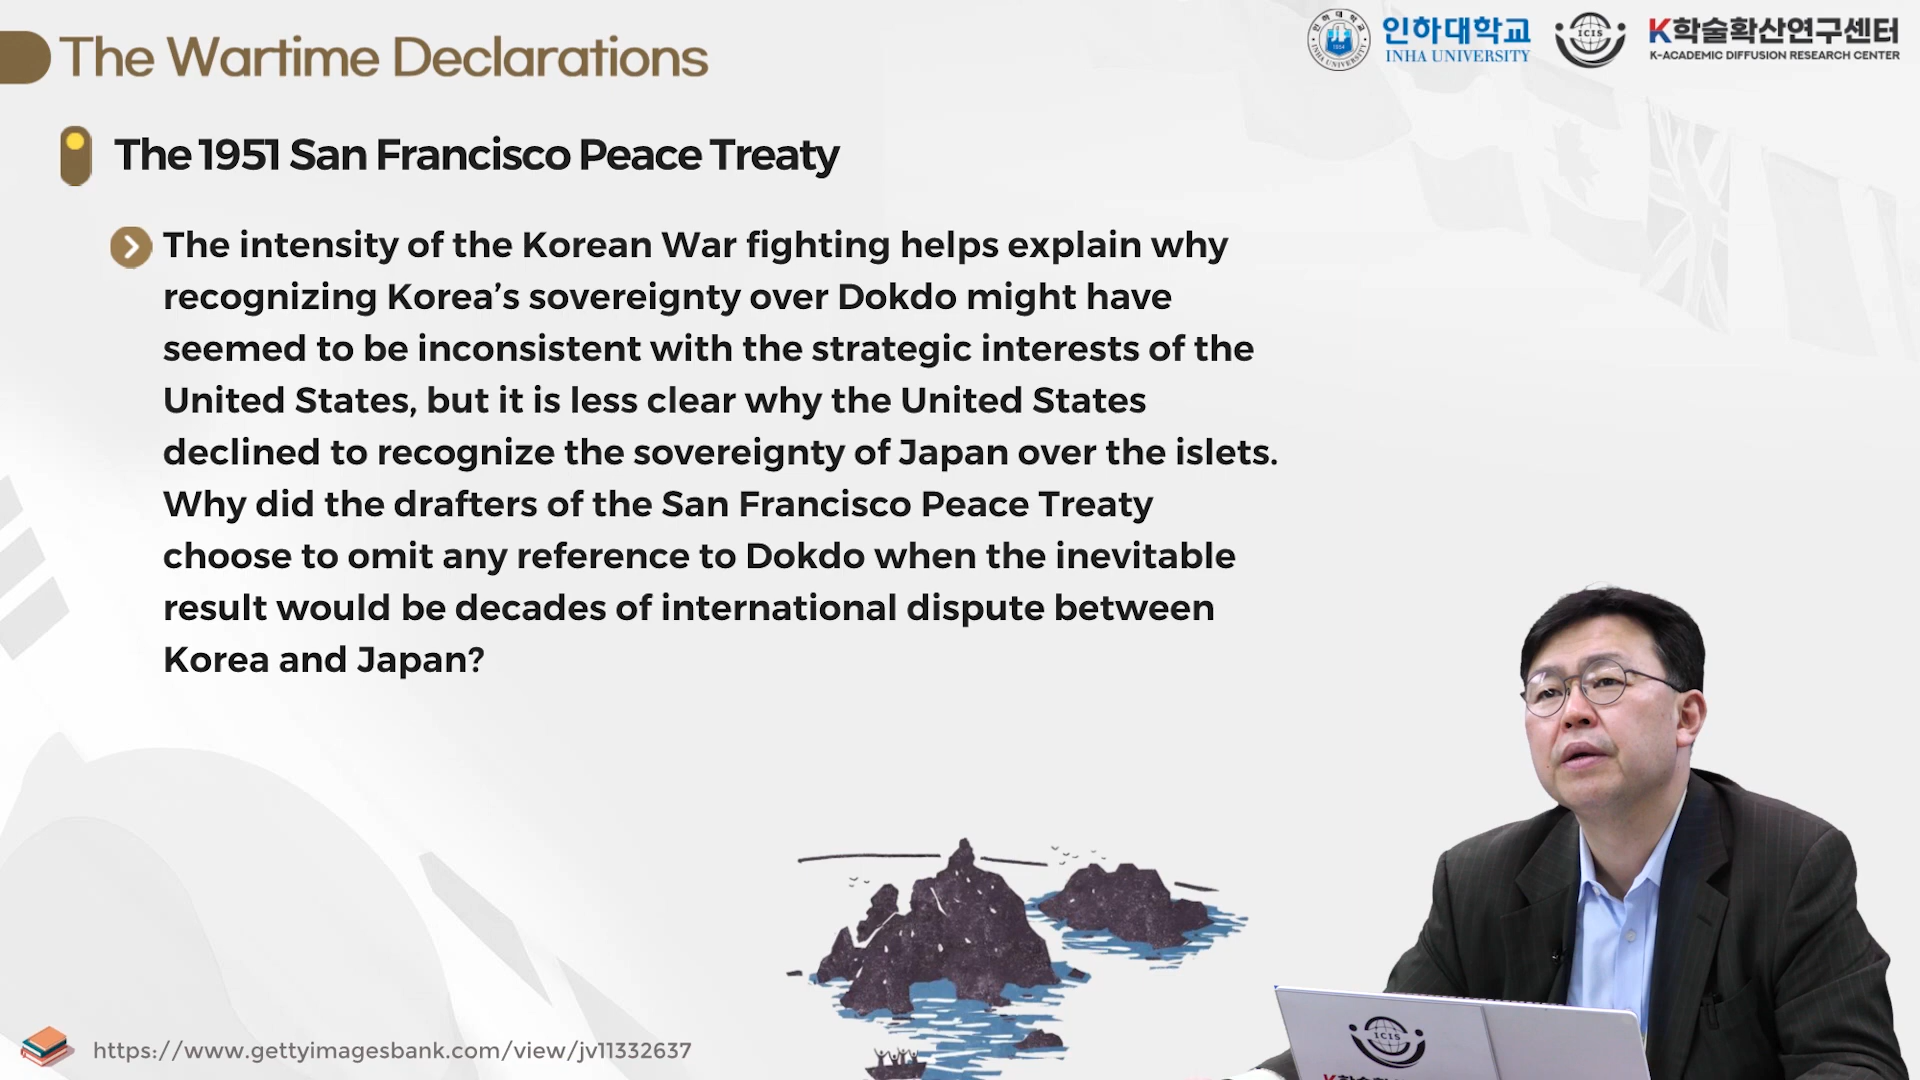 The Wartime Declarations
인하대학교
INHA UNIVERSITY
ICIS
K학술확산연구센터
K-ACADEMIC DIFFUSION RESEARCH CENTER
The 1951 San Francisco Peace Treaty
The intensity of the Korean War fighting helps explain why
recognizing Korea’s sovereignty over Dokdo might have
seemed to be inconsistent with the strategic interests of the
United States, but it is less clear why the United States
declined to recognize the sovereignty of Japan over the islets.
Why did the drafters of the San Francisco Peace Treaty
choose to omit any reference to Dokdo when the inevitable
result would be decades of international dispute between
Korea and Japan?
https://www.gettyimagesbank.com/view/jv11332637
ICIS